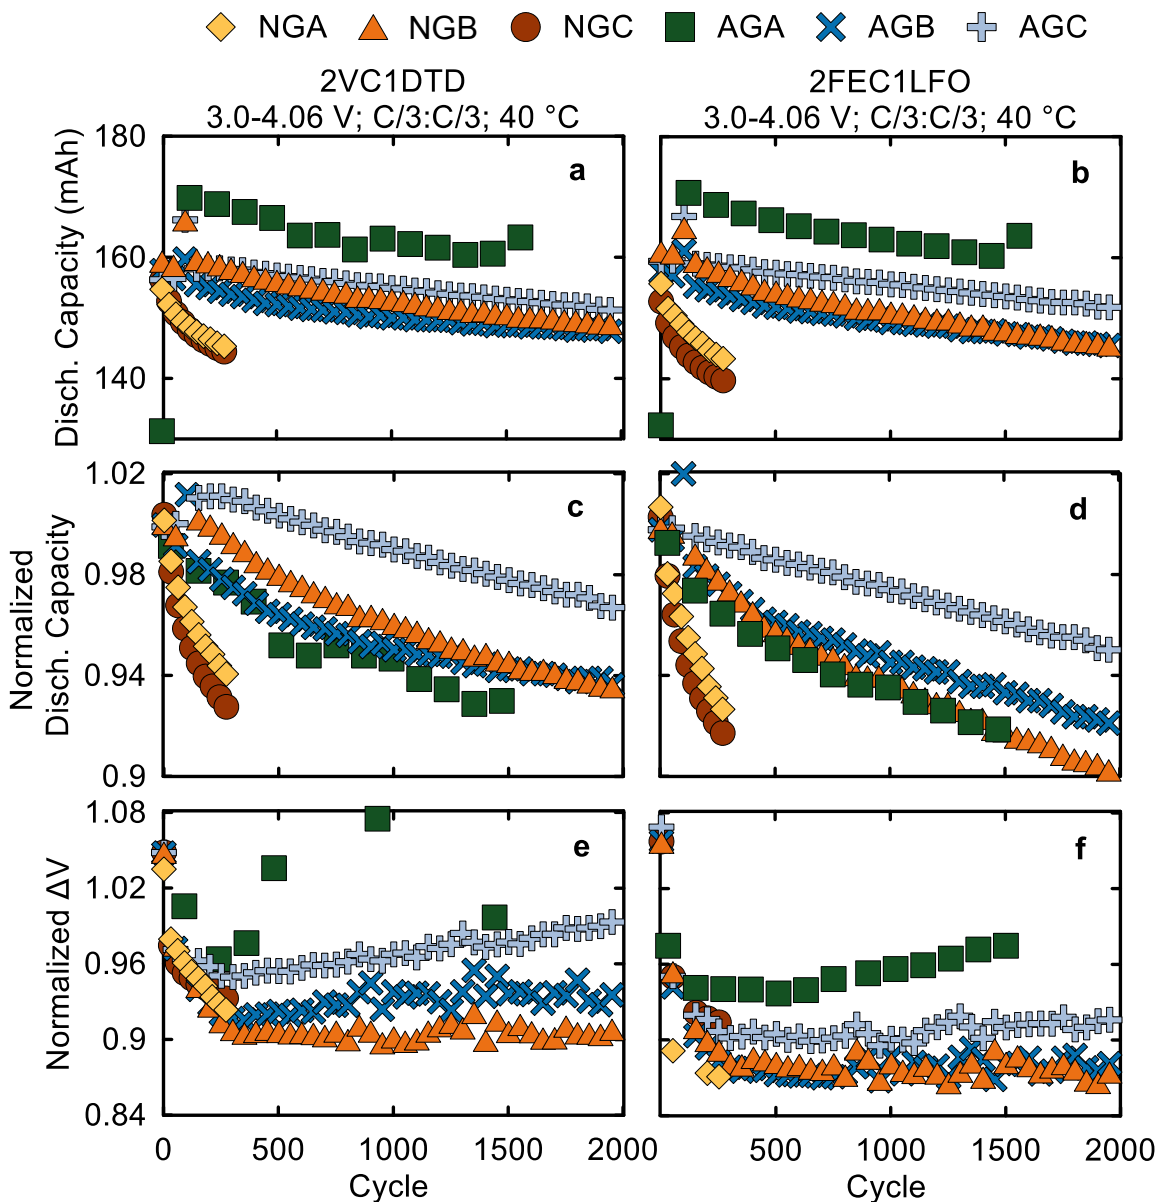 NGA NGB NGC AGA AGB AGC
2VC1DTD
3.0-4.06 V; C/3:C/3; 40 °C
2FEC1LFO
3.0-4.06 V; C/3:C/3; 40 °C
Disch. Capacity (mAh)
180
160
140
a
b
Normalized
Disch. Capacity
1.02
0.98
0.94
0.9
c
d
Normalized ΔV
1.08
1.02
0.96
0.9
0.84
e
f
0 500 1000 1500 2000
Cycle
0 500 1000 1500 2000
Cycle